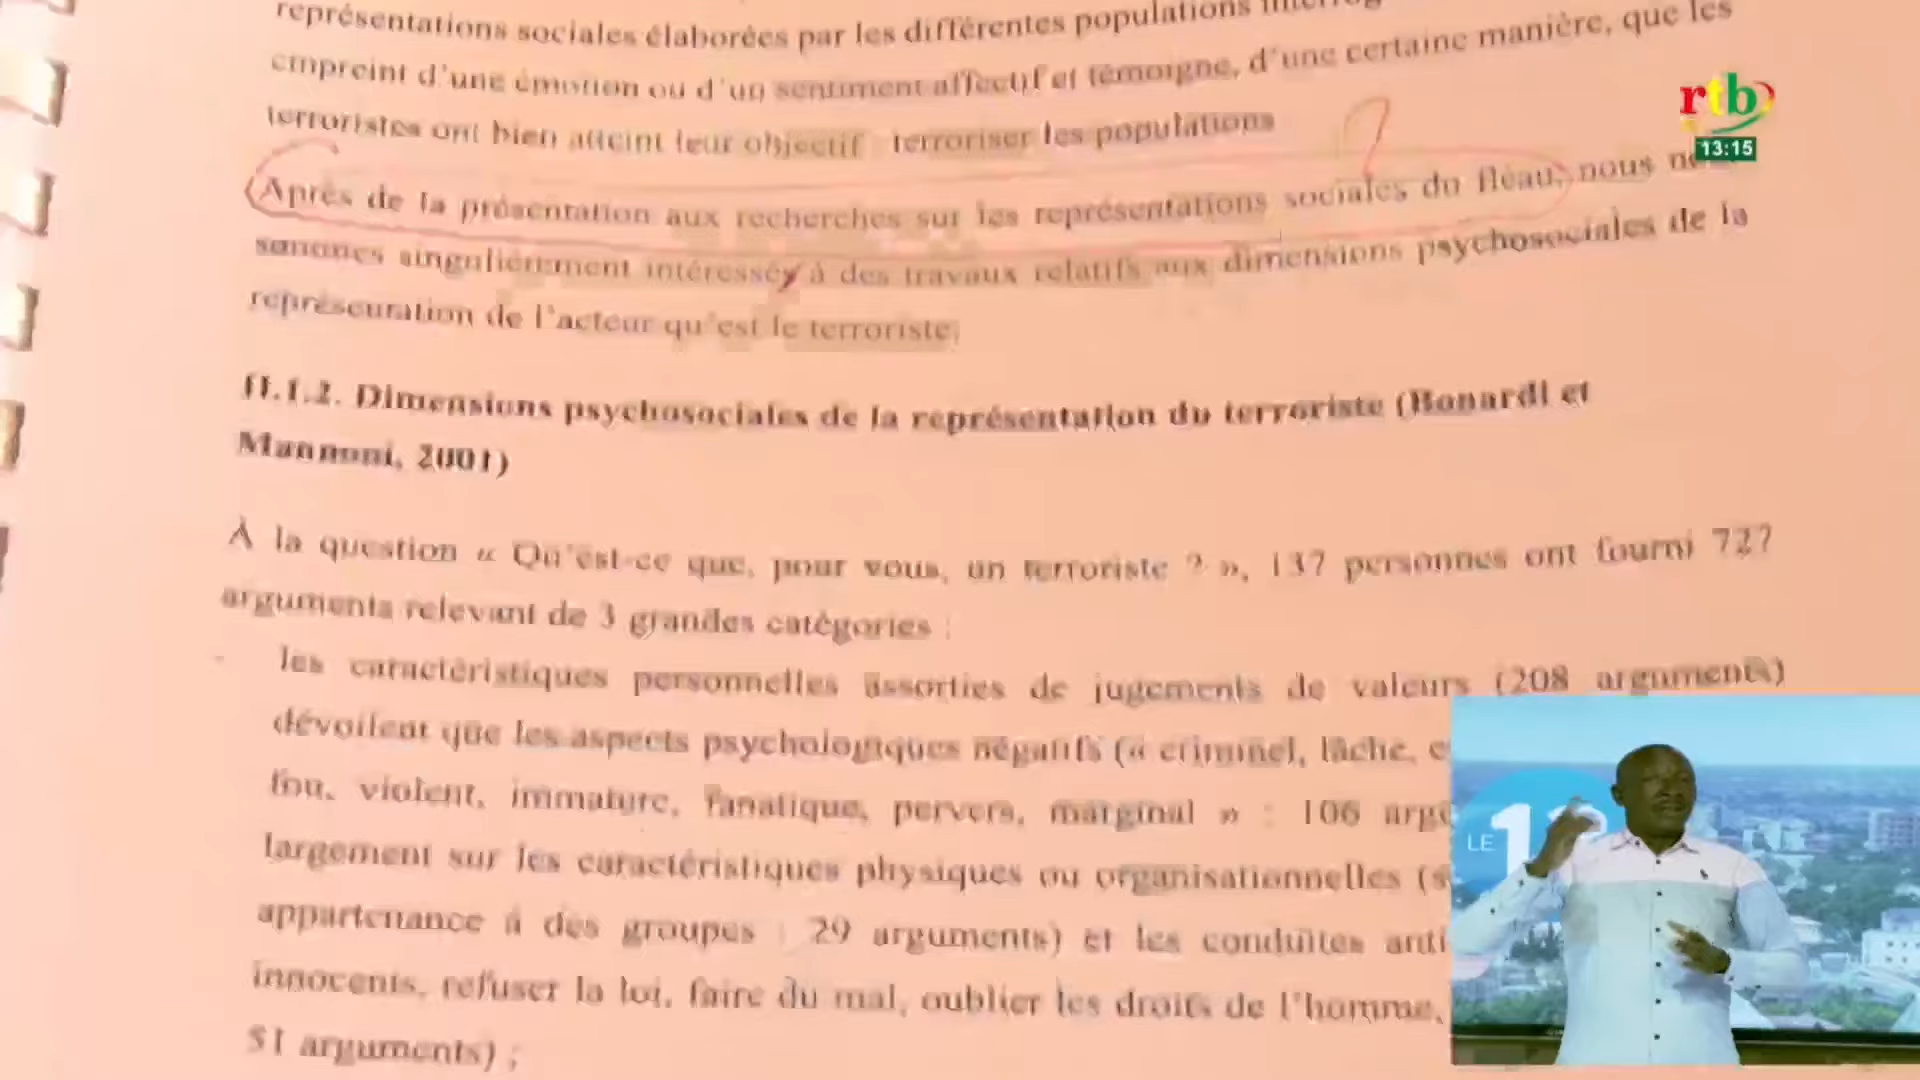 représentations sociales élaborées par les différentes populations
empreint d'une émotion ou d'un sentiment affectif et témoigne, d'une certaine manière, que les
terroristes ont bien atteint leur objectif : terroriser les populations
Après de la présentation aux recherches sur les représentations sociales du fléau, nous
sommes singulièrement intéressés à des travaux relatifs aux dimensions psychosociales de la
représentation de l'acteur qu'est le terroriste.
II.1.2. Dimensions psychosociales de la représentation du terroriste (Bonardi et
Mannoni, 2001)
À la question « Qu'est-ce que, pour vous, un terroriste ? », 137 personnes ont fourni 727
arguments relevant de 3 grandes catégories :
- les caractéristiques personnelles assorties de jugements de valeurs (208 arguments)
dévoilent que les aspects psychologiques négatifs (« criminel, lâche,
fou, violent, immature, fanatique, pervers, marginal » : 106
largement sur les caractéristiques physiques ou organisationnelles
appartenance à des groupes : 29 arguments) et les conduites anti
innocents, refuser la loi, faire du mal, oublier les droits de l'homme,
51 arguments) ;
rtb
13:15
LE 13